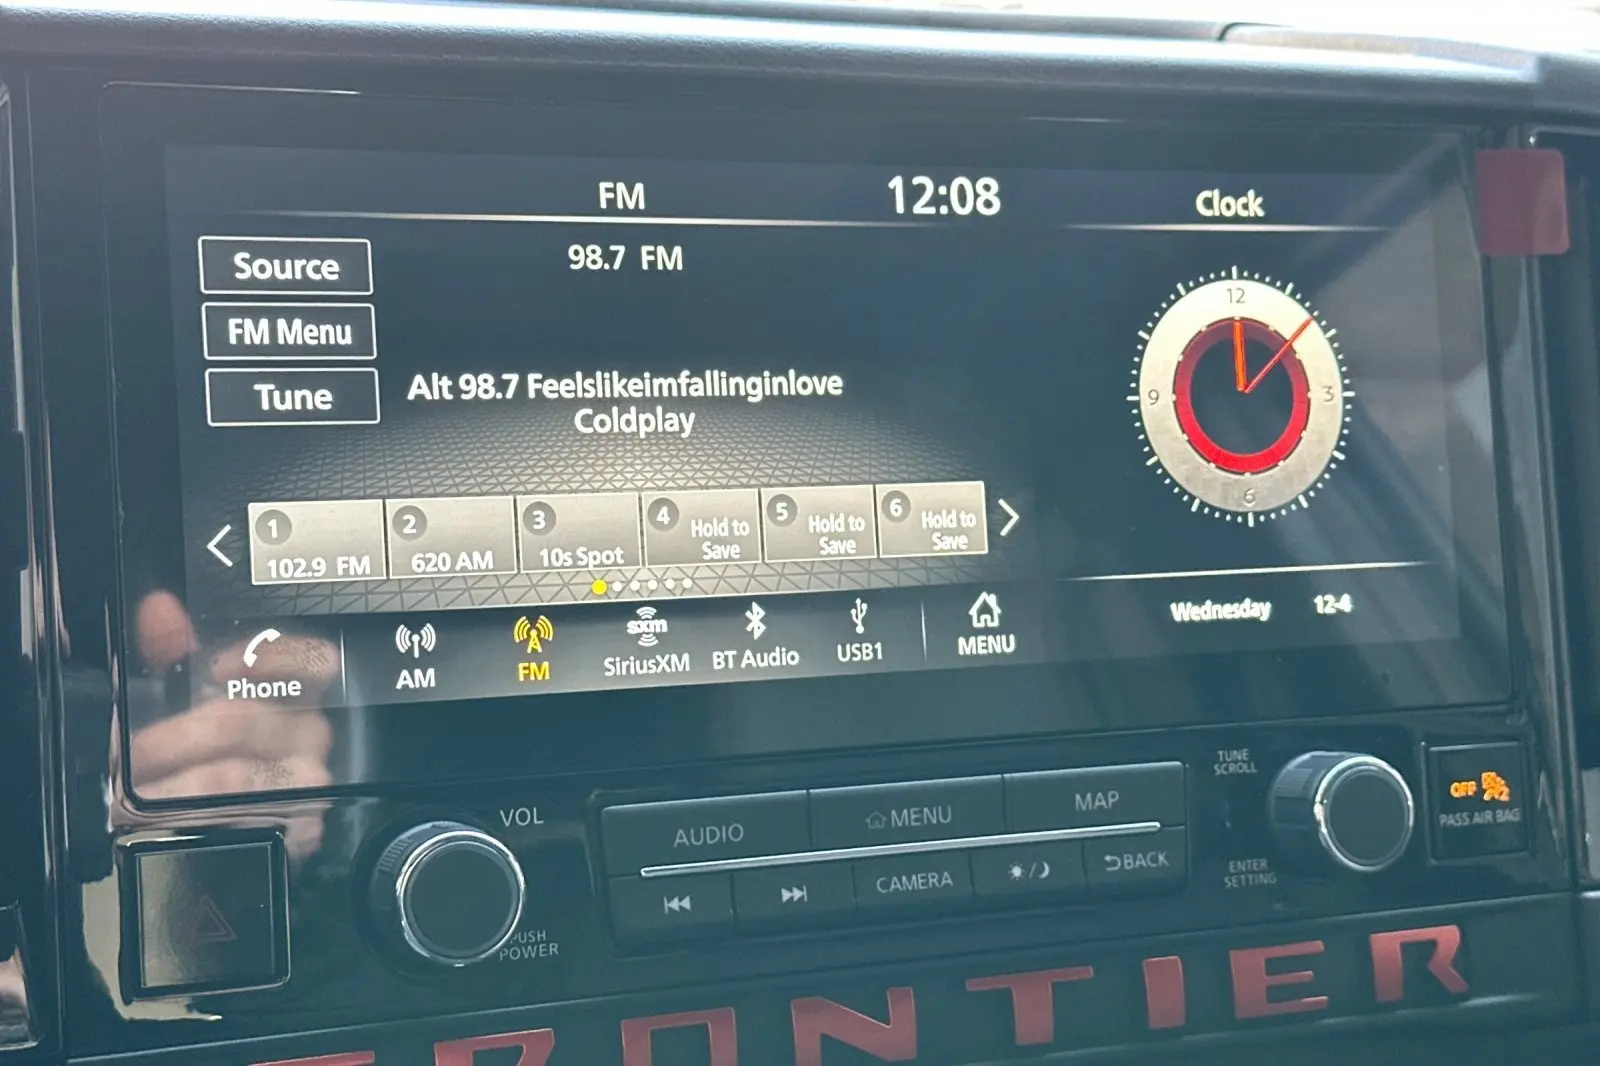 FM
12:08
Clock
98.7 FM
Source
FM Menu
Tune
Alt 98.7 Feelslikeimfallinginlove
Coldplay
12
3
6
9
1
102.9 FM
2
620 AM
3
10s Spot
4
Hold to
Save
5
Hold to
Save
6
Hold to
Save
Wednesday 12-4
Phone
AM
FM
sxm
SiriusXM
BT Audio
USB1
MENU
VOL
PUSH
POWER
AUDIO
MENU
MAP
CAMERA
BACK
TUNE
SCROLL
ENTER
SETTING
OFF
PASS AIR BAG
FRONTIER